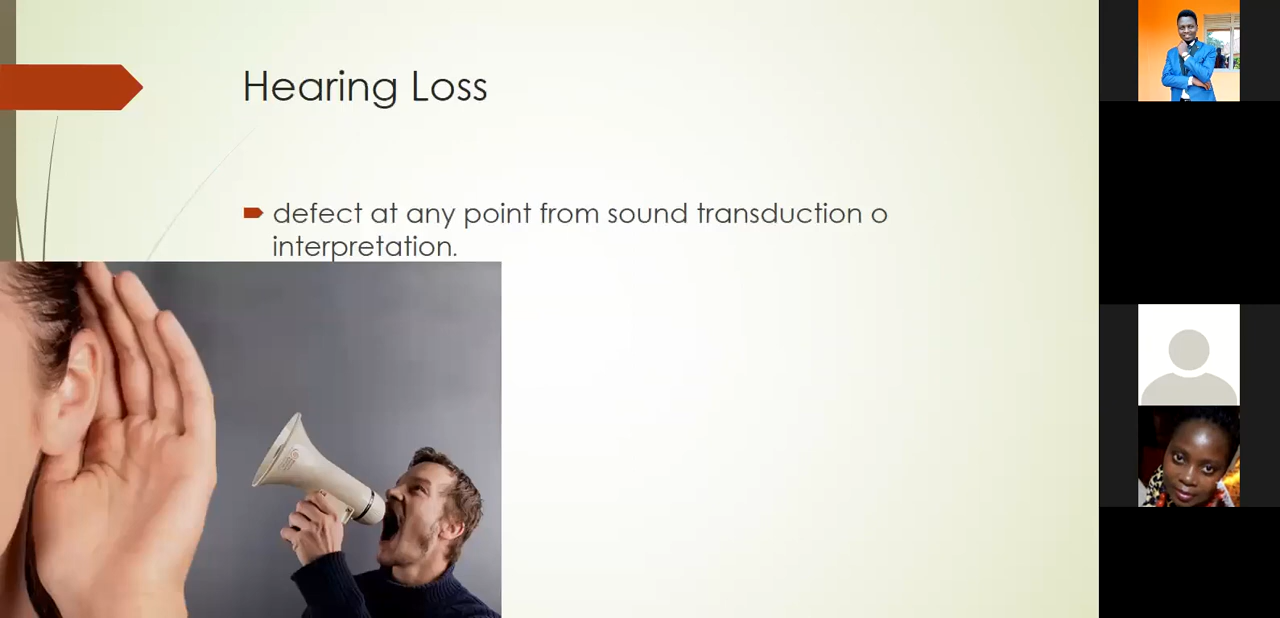 Hearing Loss
defect at any point from sound transduction o
interpretation.